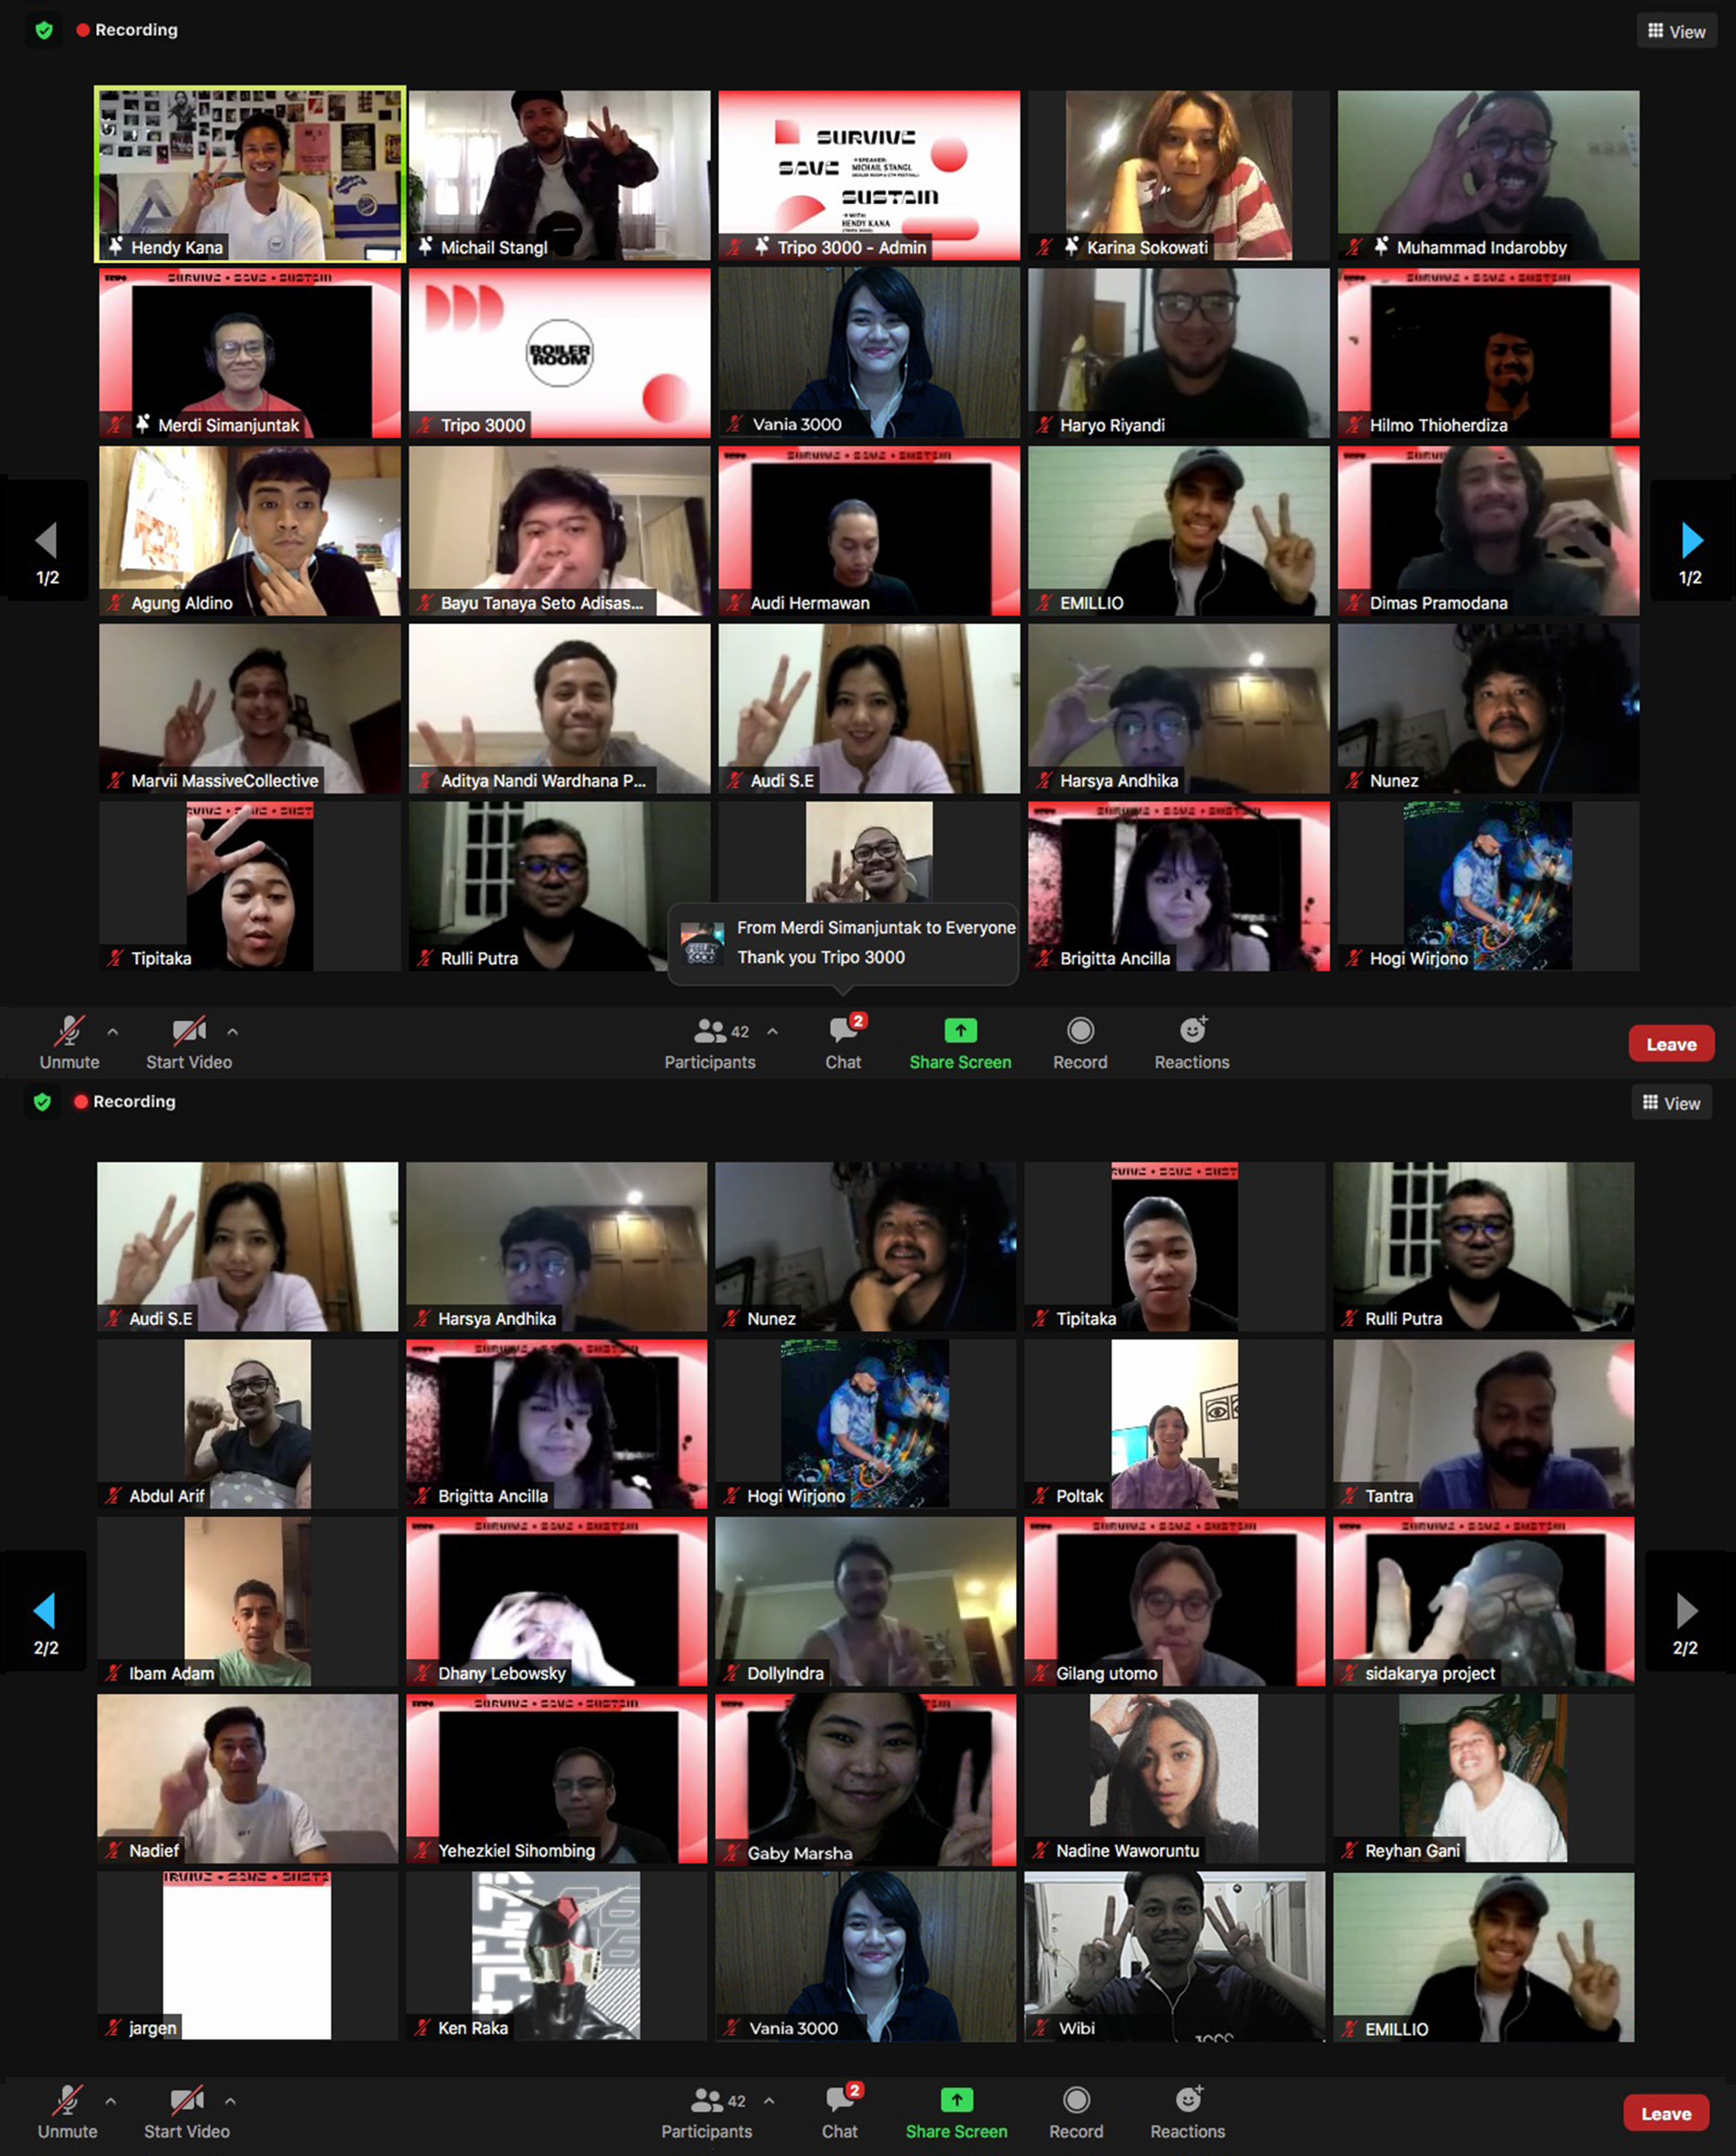 Recording
View
Hendy Kana
Michail Stangl
SURVIVE
SAVE
SPEAKER:
MICHAIL STANGL
SUSTAIN
WITH:
HENDY KANA
Tripo 3000 - Admin
Karina Sokowati
Muhammad Indarobby
SURVIVE • SAVE • SUSTAIN
Merdi Simanjuntak
BOILER
ROOM
Tripo 3000
Vania 3000
Haryo Riyandi
SURVIVE • SAVE • SUSTAIN
Hilmo Thioherdiza
1/2
Agung Aldino
Bayu Tanaya Seto Adisas...
SURVIVE • SAVE • SUSTAIN
Audi Hermawan
EMILLIO
Dimas Pramodana
1/2
Marvii MassiveCollective
Aditya Nandi Wardhana P...
Audi S.E
Harsya Andhika
Nunez
Tipitaka
Rulli Putra
From Merdi Simanjuntak to Everyone
Thank you Tripo 3000
SURVIVE • SAVE • SUSTAIN
Brigitta Ancilla
Hogi Wirjono
Unmute
Start Video
42
Participants
2
Chat
Share Screen
Record
Reactions
Leave
Recording
View
Audi S.E
Harsya Andhika
Nunez
Tipitaka
Rulli Putra
Abdul Arif
SURVIVE • SAVE • SUSTAIN
Brigitta Ancilla
Hogi Wirjono
Poltak
Tantra
2/2
Ibam Adam
SURVIVE • SAVE • SUSTAIN
Dhany Lebowsky
DollyIndra
SURVIVE • SAVE • SUSTAIN
Gilang utomo
SURVIVE • SAVE • SUSTAIN
sidakarya project
2/2
Nadief
SURVIVE • SAVE • SUSTAIN
Yehezkiel Sihombing
Gaby Marsha
Nadine Waworuntu
Reyhan Gani
jargen
Ken Raka
Vania 3000
Wibi
EMILLIO
Unmute
Start Video
42
Participants
2
Chat
Share Screen
Record
Reactions
Leave